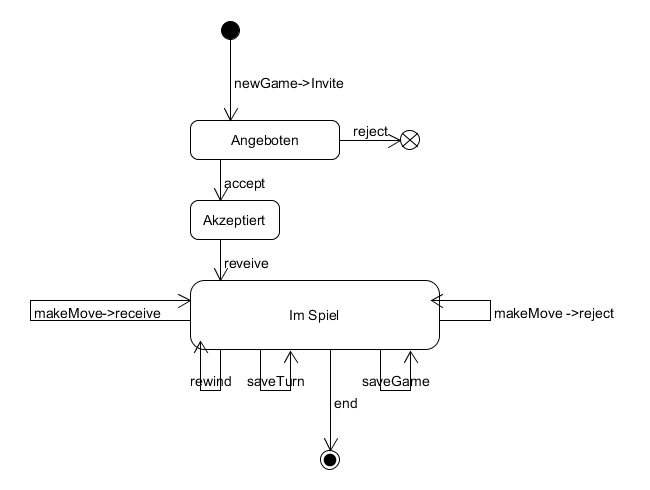 newGame->Invite
Angeboten
reject
accept
Akzeptiert
reveive
makeMove->receive
Im Spiel
makeMove ->reject
rewind
saveTurn
saveGame
end